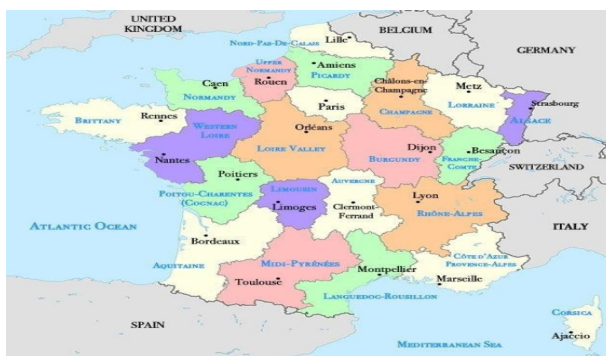 UNITED
KINGDOM
BELGIUM
GERMANY
Lille
NORD-PAS-DE-CALAIS
UPPER
NORMANDY
Rouen
Amiens
PICARDY
Caen
NORMANDY
Châlons-en-
Champagne
CHAMPAGNE
Metz
LORRAINE
Strasbourg
ALSACE
Paris
BRITTANY
Rennes
WESTERN
LOIRE
Nantes
Orléans
LOIRE VALLEY
Dijon
BURGUNDY
Besançon
FRANCHE-
COMTE
SWITZERLAND
Poitiers
POITOU-CHARENTES
(COGNAC)
LIMOUSIN
Limoges
AUVERGNE
Clermont-
Ferrand
Lyon
RHÔNE-ALPES
ITALY
ATLANTIC OCEAN
Bordeaux
AQUITAINE
MIDI-PYRÉNÉES
Toulouse
Montpellier
LANGUEDOC-ROUSILLON
CÔTE D'AZUR
PROVENCE-ALPES
Marseille
CORSICA
Ajaccio
SPAIN
MEDITERRANEAN SEA